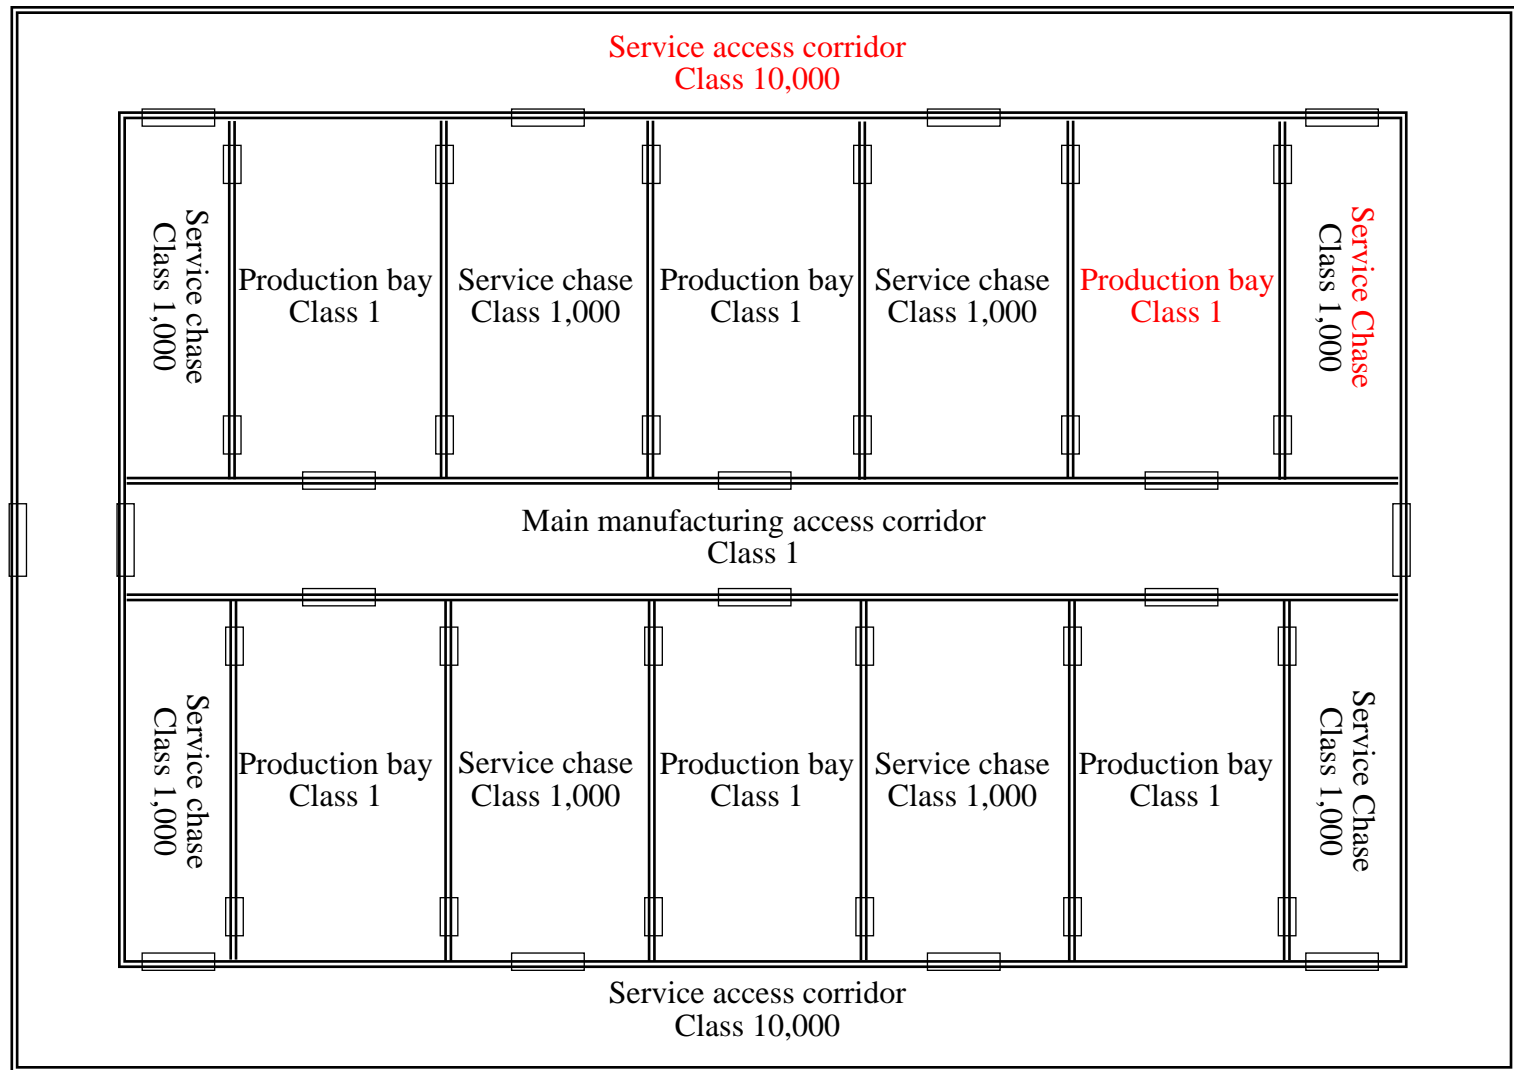 Service access corridor
Class 10,000
Service chase
Class 1,000
Production bay
Class 1
Service chase
Class 1,000
Production bay
Class 1
Service chase
Class 1,000
Production bay
Class 1
Service Chase
Class 1,000
Main manufacturing access corridor
Class 1
Service chase
Class 1,000
Production bay
Class 1
Service chase
Class 1,000
Production bay
Class 1
Service chase
Class 1,000
Production bay
Class 1
Service Chase
Class 1,000
Service access corridor
Class 10,000